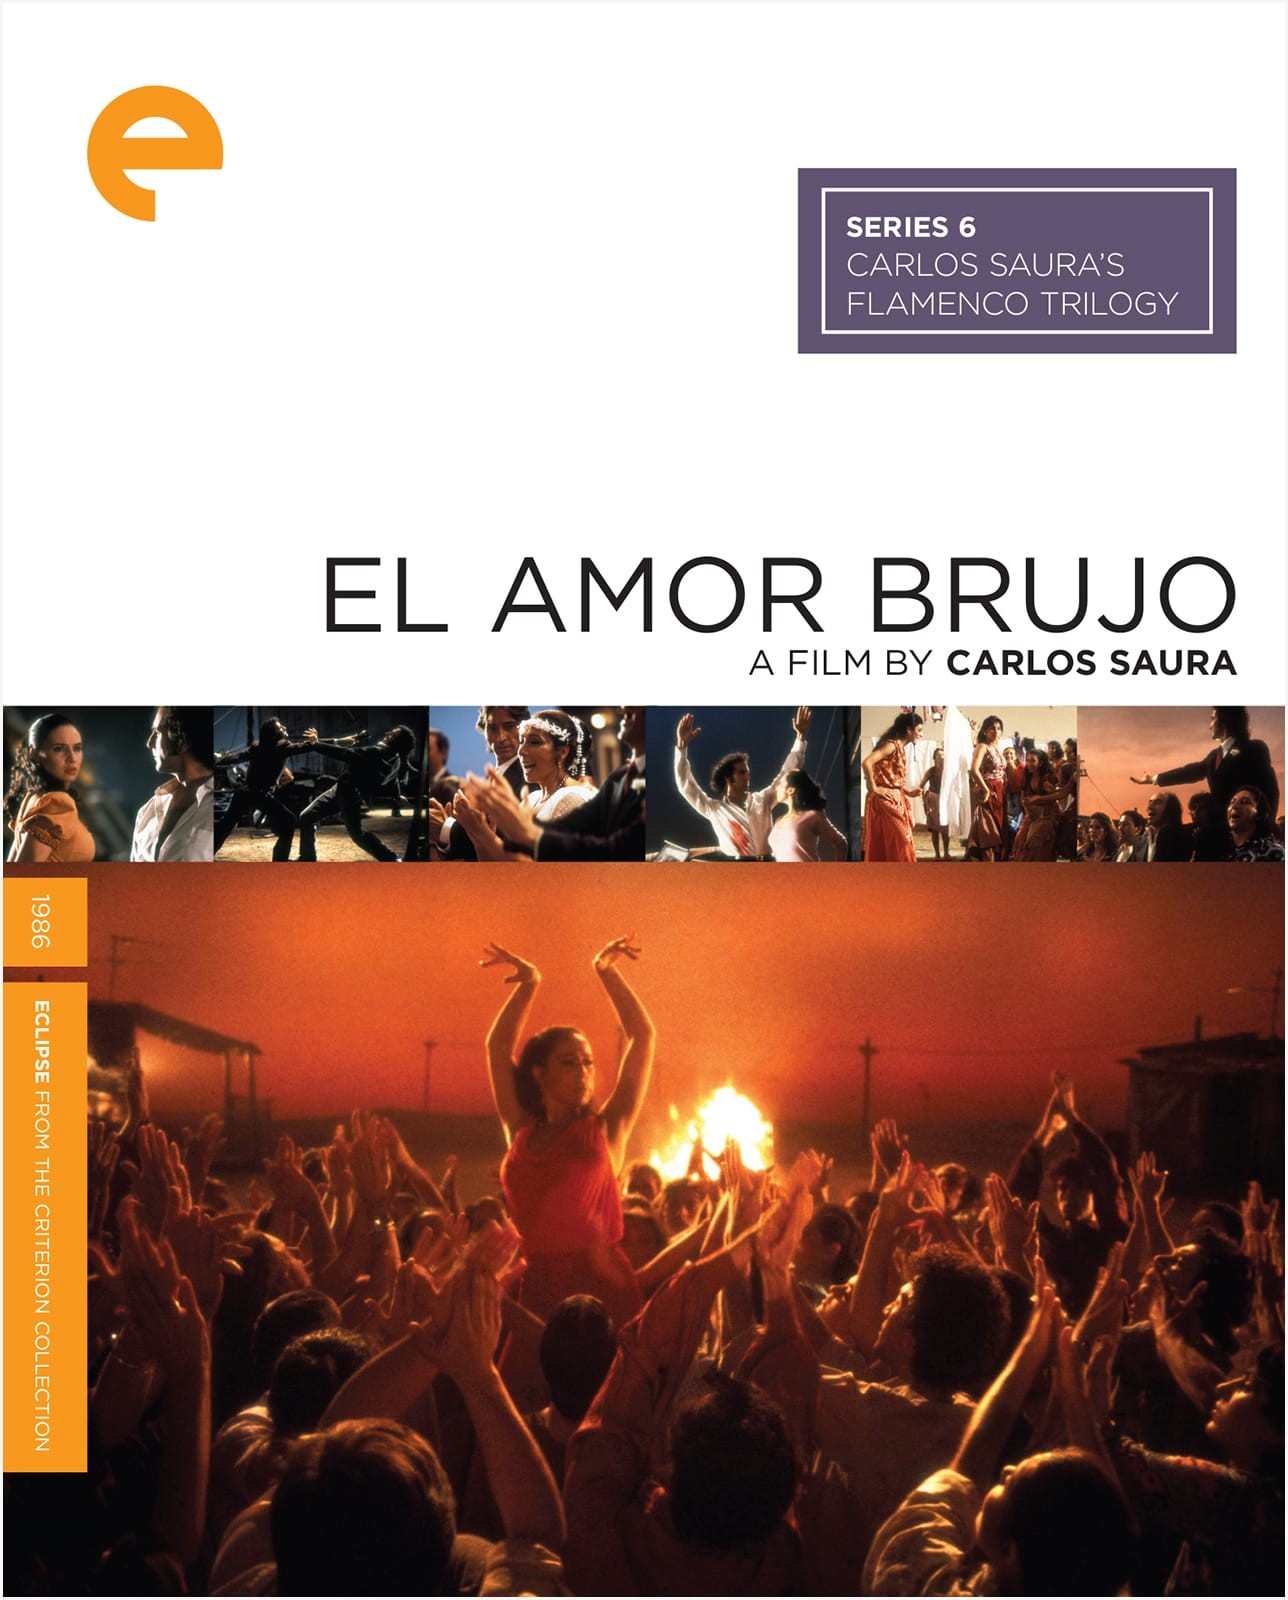 e
SERIES 6
CARLOS SAURA'S
FLAMENCO TRILOGY
EL AMOR BRUJO
A FILM BY CARLOS SAURA
1986
ECLIPSE FROM THE CRITERION COLLECTION